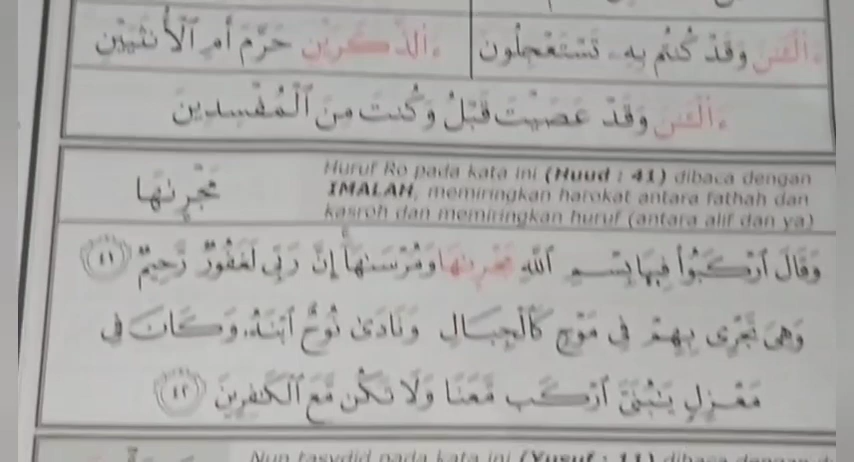 ءَآلْـَٰٔنَ وَقَدْ كُنتُم بِهِۦ تَسْتَعْجِلُونَ
ءَآلذَّكَرَيْنِ حَرَّمَ أَمِ ٱلْأُنثَيَيْنِ
ءَآلْـَٰٔنَ وَقَدْ عَصَيْتَ قَبْلُ وَكُنتَ مِنَ ٱلْمُفْسِدِينَ
مَجْر۪ىٰهَا
Huruf Ro pada kata ini (Huud : 41) dibaca dengan
IMALAH, memiringkan harokat antara fathah dan
kasroh dan memiringkan huruf (antara alif dan ya)
وَقَالَ ٱرْكَبُوا۟ فِيهَا بِسْمِ ٱللَّهِ مَجْر۪ىٰهَا وَمُرْسَىٰهَآ إِنَّ رَبِّى لَغَفُورٌ رَّحِيمٌ ٤١
وَهِىَ تَجْرِى بِهِمْ فِى مَوْجٍ كَٱلْجِبَالِ وَنَادَىٰ نُوحٌ ٱبْنَهُۥ وَكَانَ فِى
مَعْزِلٍ يَٰبُنَىَّ ٱرْكَب مَّعَنَا وَلَا تَكُن مَّعَ ٱلْكَٰفِرِينَ ٤٢
Nun tasydid pada kata ini (Yusuf : 11) dibaca dengan